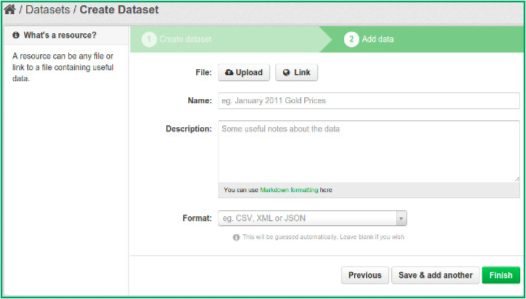 / Datasets / Create Dataset
What's a resource?
A resource can be any file or
link to a file containing useful
data.
1 Create dataset
2 Add data
File: Upload Link
Name: eg. January 2011 Gold Prices
Description: Some useful notes about the data
You can use Markdown formatting here
Format: eg. CSV, XML or JSON
This will be guessed automatically. Leave blank if you wish
Previous Save & add another Finish